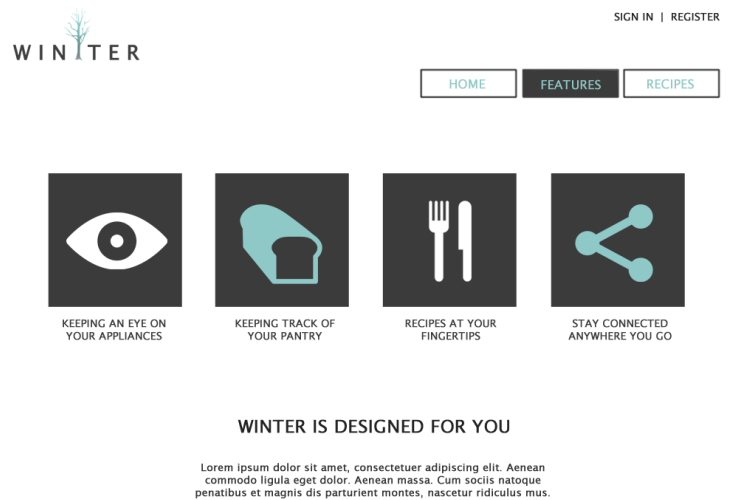 WINTER
SIGN IN | REGISTER
HOME
FEATURES
RECIPES
KEEPING AN EYE ON
YOUR APPLIANCES
KEEPING TRACK OF
YOUR PANTRY
RECIPES AT YOUR
FINGERTIPS
STAY CONNECTED
ANYWHERE YOU GO
WINTER IS DESIGNED FOR YOU
Lorem ipsum dolor sit amet, consectetuer adipiscing elit. Aenean
commodo ligula eget dolor. Aenean massa. Cum sociis natoque
penatibus et magnis dis parturient montes, nascetur ridiculus mus.